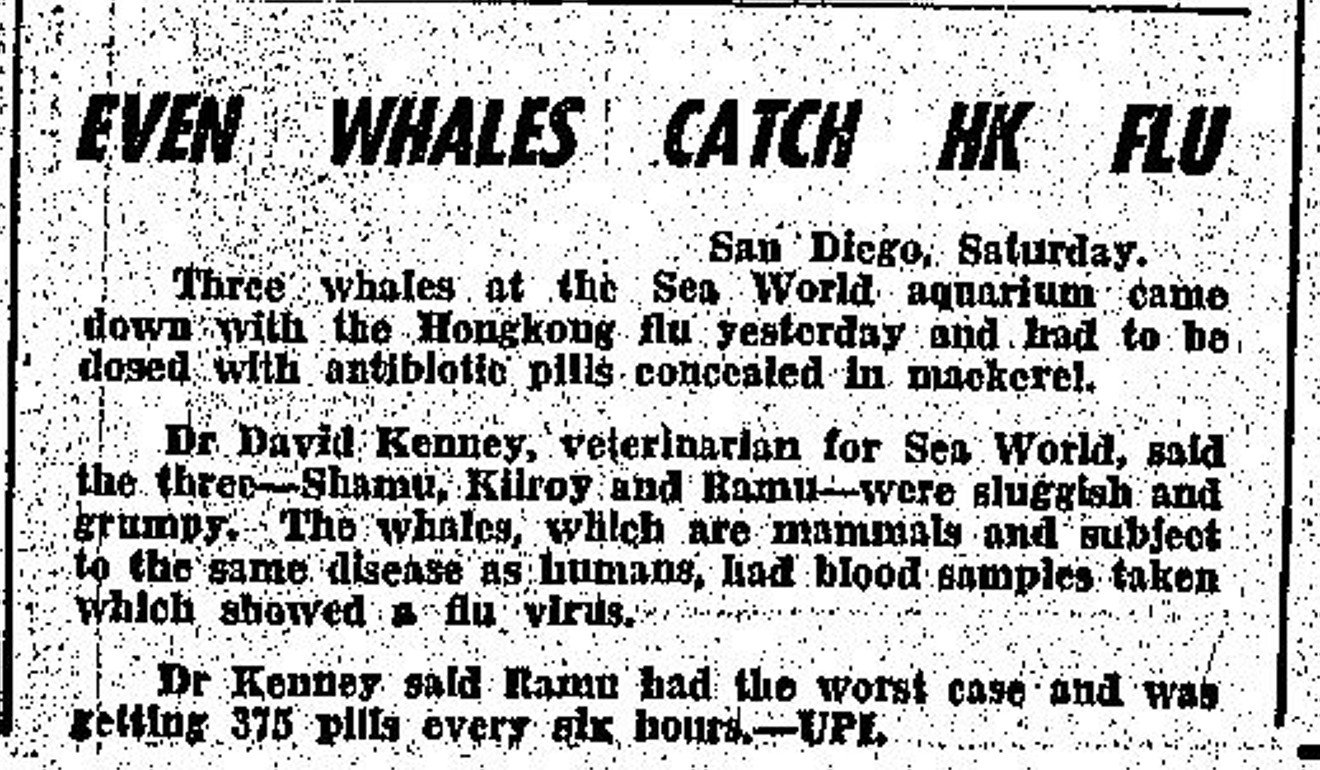 EVEN WHALES CATCH HK FLU
San Diego, Saturday.
Three whales at the Sea World aquarium came
down with the Hongkong flu yesterday and had to be
dosed with antibiotic pills concealed in mackerel.
Dr David Kenney, veterinarian for Sea World, said
the three—Shamu, Kilroy and Ramu—were sluggish and
grumpy. The whales, which are mammals and subject
to the same disease as humans, had blood samples taken
which showed a flu virus.
Dr Kenney said Ramu had the worst case and was
getting 375 pills every six hours.—UPI.